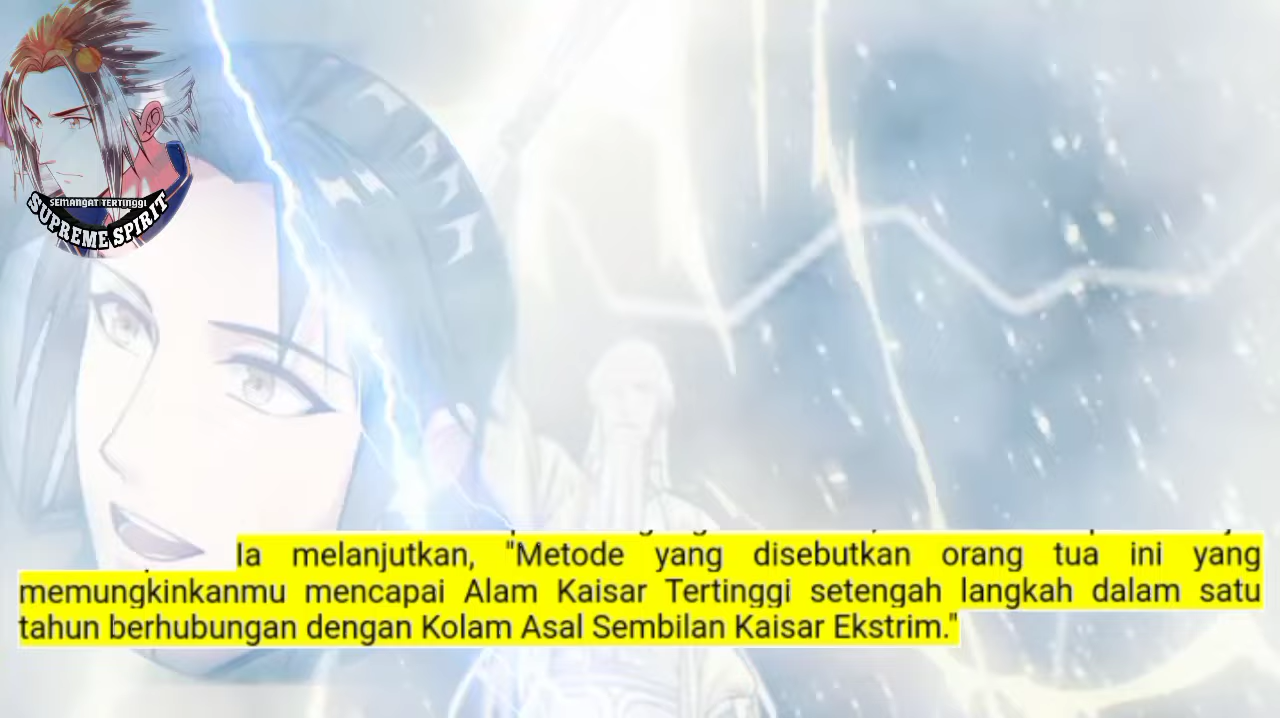 SEMANGAT TERTINGGI
SUPREME SPIRIT
Ia melanjutkan, "Metode yang disebutkan orang tua ini yang
memungkinkanmu mencapai Alam Kaisar Tertinggi setengah langkah dalam satu
tahun berhubungan dengan Kolam Asal Sembilan Kaisar Ekstrim."